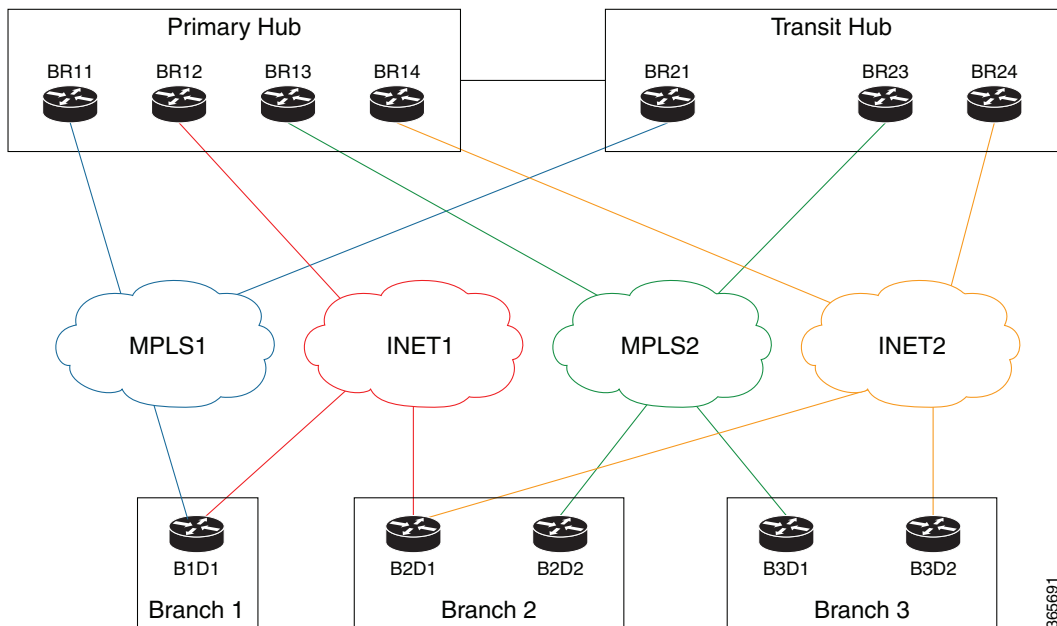 Primary Hub
Transit Hub
BR11
BR12
BR13
BR14
BR21
BR23
BR24
MPLS1
INET1
MPLS2
INET2
B1D1
B2D1
B2D2
B3D1
B3D2
Branch 1
Branch 2
Branch 3
365691